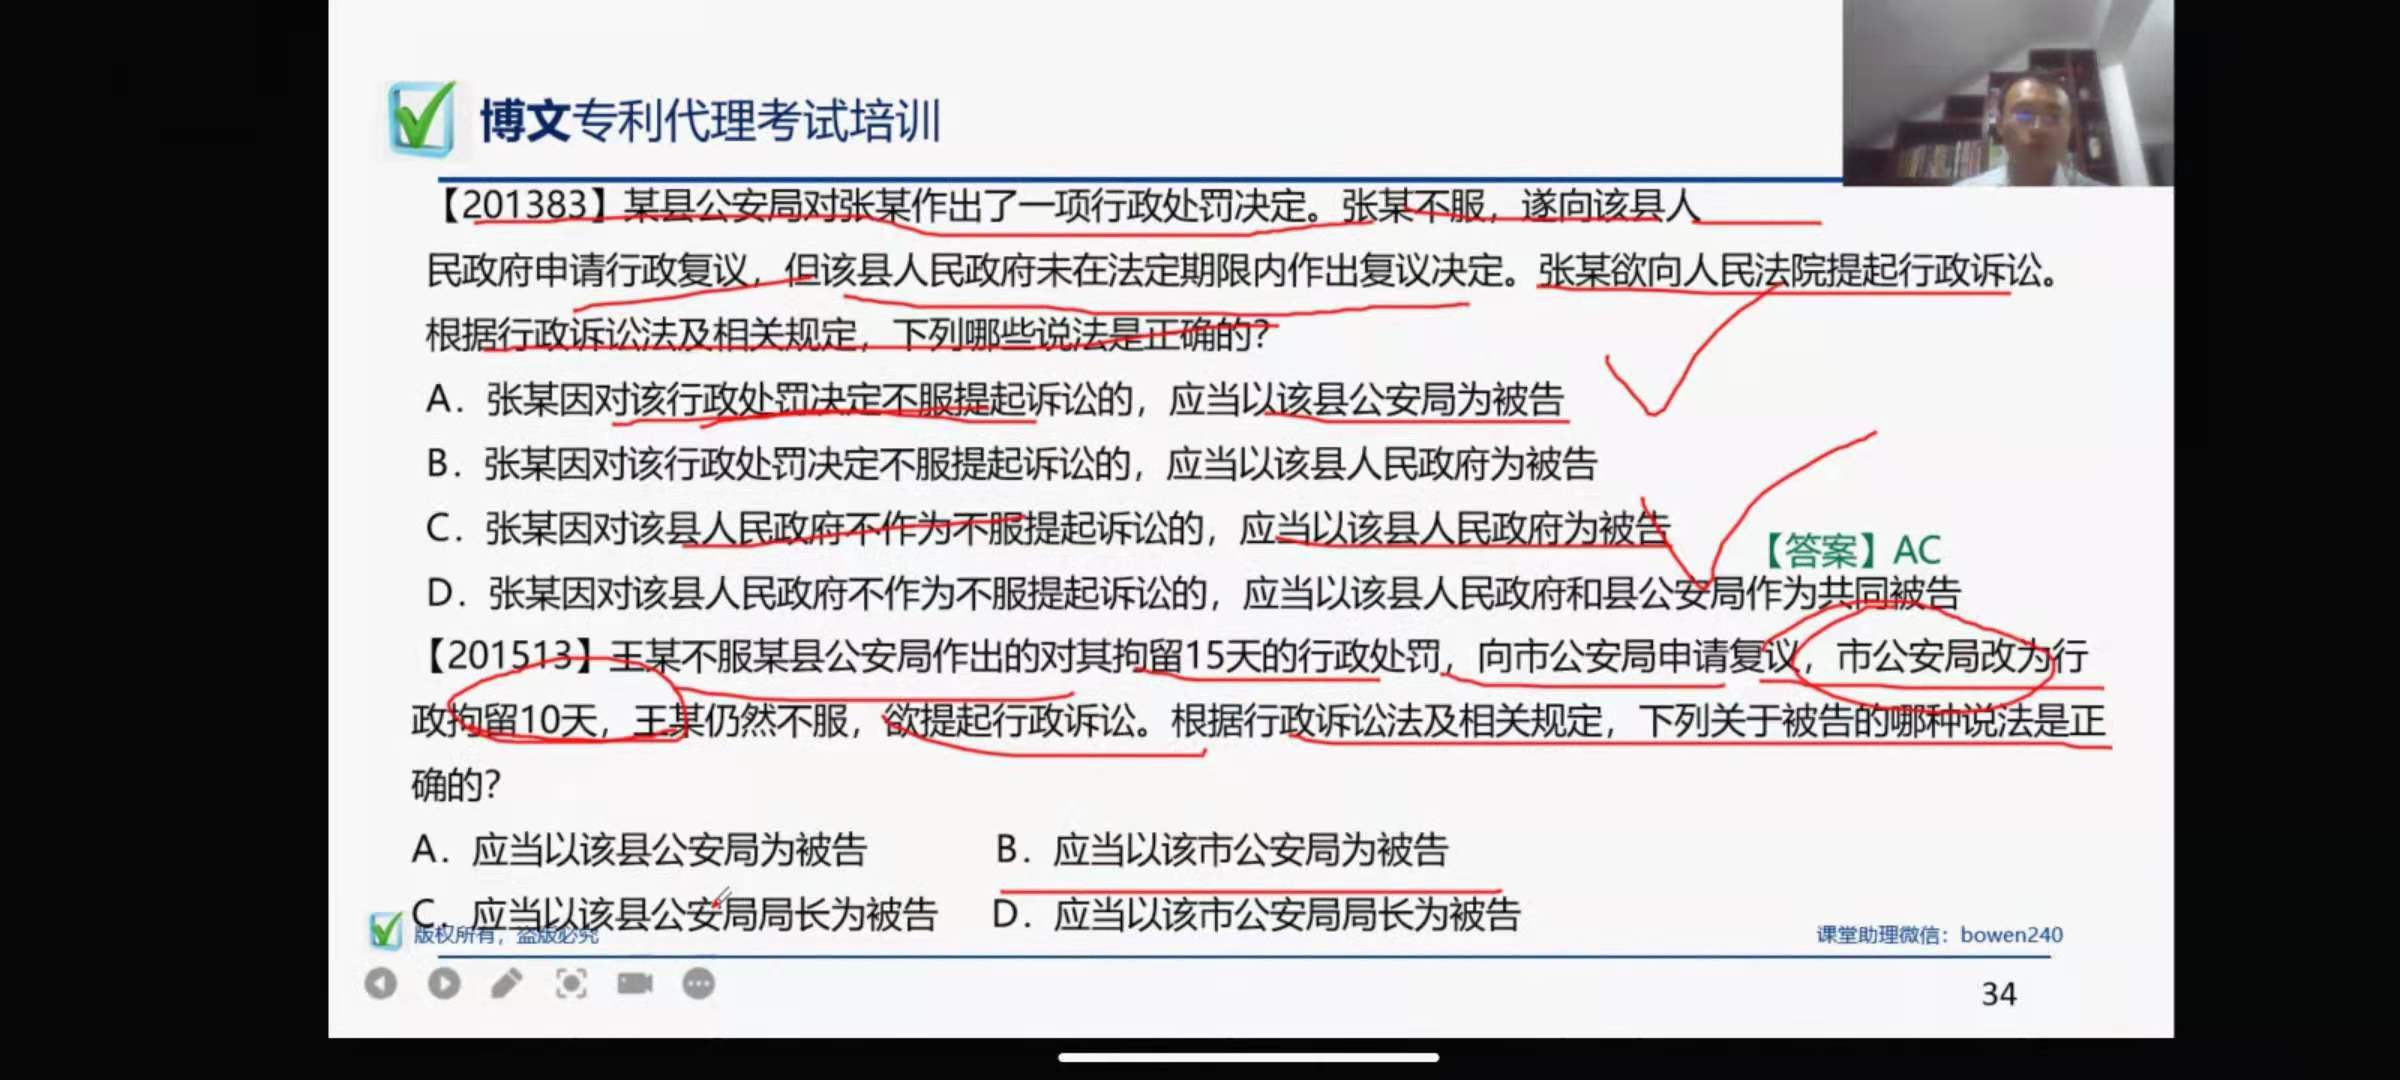 博文专利代理考试培训
【201383】某县公安局对张某作出了一项行政处罚决定。张某不服，遂向该县人
民政府申请行政复议，但该县人民政府未在法定期限内作出复议决定。张某欲向人民法院提起行政诉讼。
根据行政诉讼法及相关规定，下列哪些说法是正确的？
A．张某因对该行政处罚决定不服提起诉讼的，应当以该县公安局为被告
B．张某因对该行政处罚决定不服提起诉讼的，应当以该县人民政府为被告
C．张某因对该县人民政府不作为不服提起诉讼的，应当以该县人民政府为被告
【答案】AC
D．张某因对该县人民政府不作为不服提起诉讼的，应当以该县人民政府和县公安局作为共同被告
【201513】王某不服某县公安局作出的对其拘留15天的行政处罚，向市公安局申请复议，市公安局改为行
政拘留10天，王某仍然不服，欲提起行政诉讼。根据行政诉讼法及相关规定，下列关于被告的哪种说法是正
确的？
A．应当以该县公安局为被告 B．应当以该市公安局为被告
C．应当以该县公安局局长为被告 D．应当以该市公安局局长为被告
版权所有，盗版必究
课堂助理微信：bowen240
34